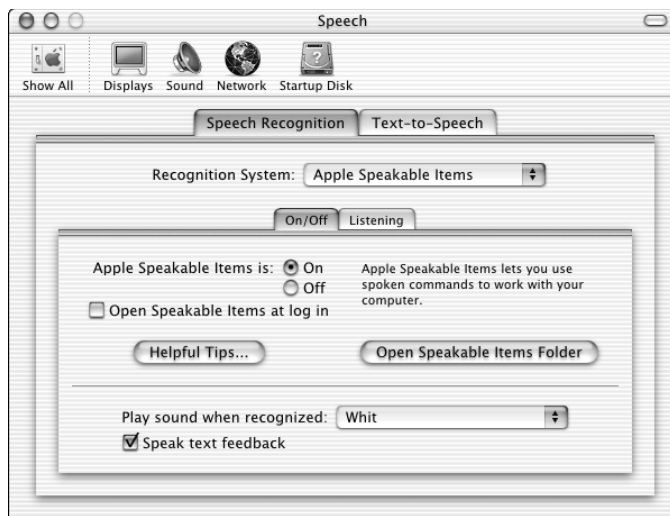 Speech
Show All Displays Sound Network Startup Disk
Speech Recognition Text-to-Speech
Recognition System: Apple Speakable Items
On/Off Listening
Apple Speakable Items is: On
Off
Open Speakable Items at log in
Apple Speakable Items lets you use
spoken commands to work with your
computer.
Helpful Tips... Open Speakable Items Folder
Play sound when recognized: Whit
Speak text feedback